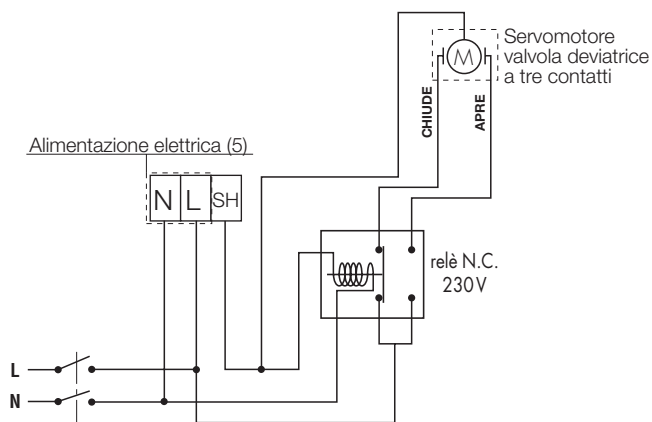 Servomotore
valvola deviatrice
a tre contatti
M
CHIUDE
APRE
Alimentazione elettrica (5)
N L SH
relè N.C.
230V
L
N